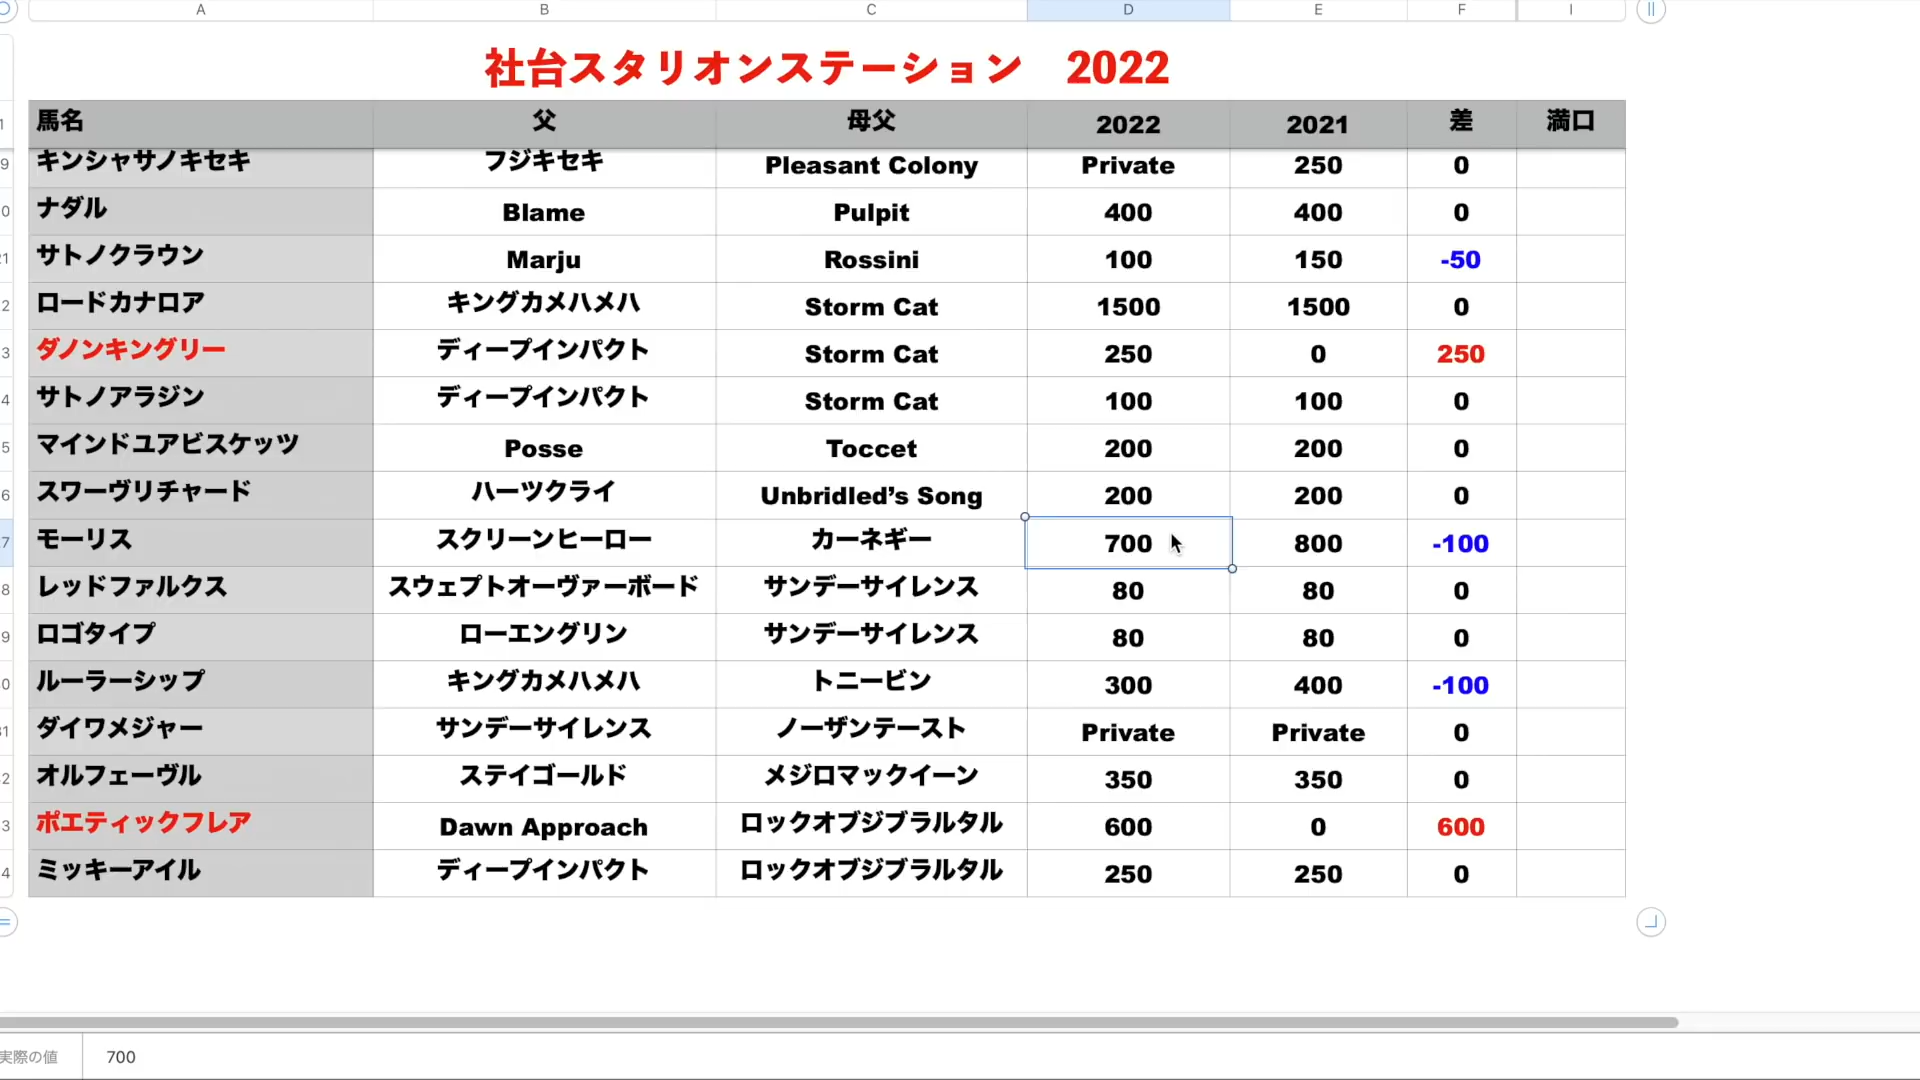 A B C D E F I
社台スタリオンステーション 2022
1 馬名 父 母父 2022 2021 差 満口
9 キンシャサノキセキ フジキセキ Pleasant Colony Private 250 0
0 ナダル Blame Pulpit 400 400 0
21 サトノクラウン Marju Rossini 100 150 -50
2 ロードカナロア キングカメハメハ Storm Cat 1500 1500 0
3 ダノンキングリー ディープインパクト Storm Cat 250 0 250
4 サトノアラジン ディープインパクト Storm Cat 100 100 0
5 マインドユアビスケッツ Posse Toccet 200 200 0
6 スワーヴリチャード ハーツクライ Unbridled’s Song 200 200 0
7 モーリス スクリーンヒーロー カーネギー 700 800 -100
8 レッドファルクス スウェプトオーヴァーボード サンデーサイレンス 80 80 0
9 ロゴタイプ ローエングリン サンデーサイレンス 80 80 0
0 ルーラーシップ キングカメハメハ トニービン 300 400 -100
31 ダイワメジャー サンデーサイレンス ノーザンテースト Private Private 0
2 オルフェーヴル ステイゴールド メジロマックイーン 350 350 0
3 ポエティックフレア Dawn Approach ロックオブジブラルタル 600 0 600
4 ミッキーアイル ディープインパクト ロックオブジブラルタル 250 250 0
実際の値 700